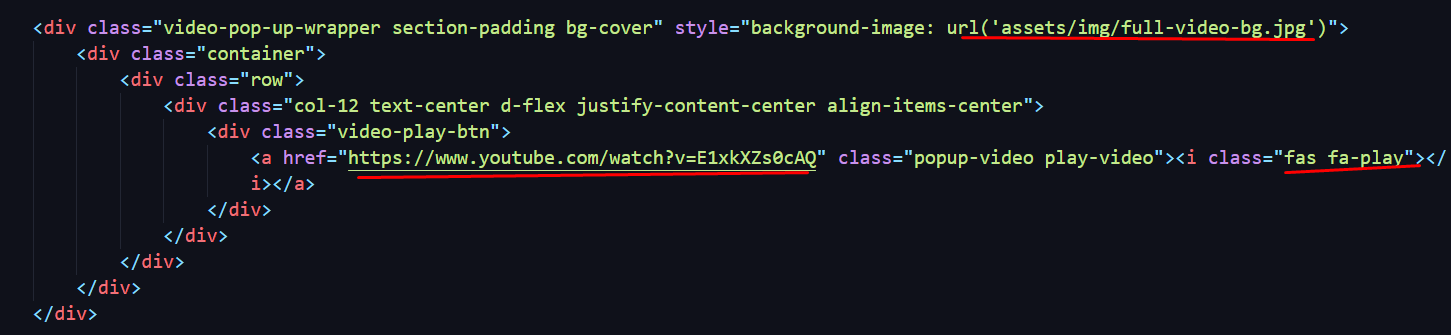 <div class="video-pop-up-wrapper section-padding bg-cover" style="background-image: url('assets/img/full-video-bg.jpg')">
<div class="container">
<div class="row">
<div class="col-12 text-center d-flex justify-content-center align-items-center">
<div class="video-play-btn">
<a href="https://www.youtube.com/watch?v=E1xkXZs0cAQ" class="popup-video play-video"><i class="fas fa-play"></
i></a>
</div>
</div>
</div>
</div>
</div>